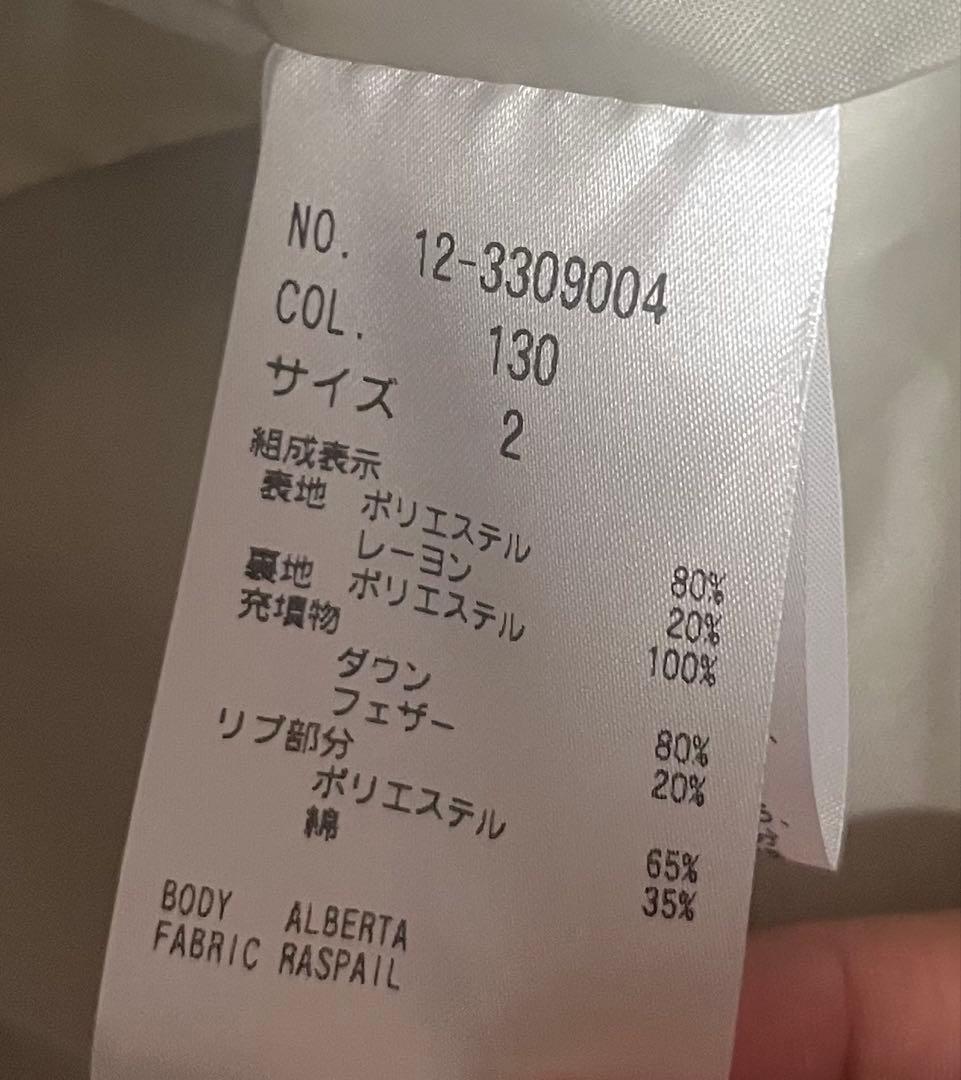 NO. 12-3309004
COL. 130
サイズ 2
組成表示
表地 ポリエステル 80%
レーヨン 20%
裏地 ポリエステル 100%
充填物
ダウン 80%
フェザー 20%
リブ部分
ポリエステル 65%
綿 35%
BODY ALBERTA
FABRIC RASPAIL